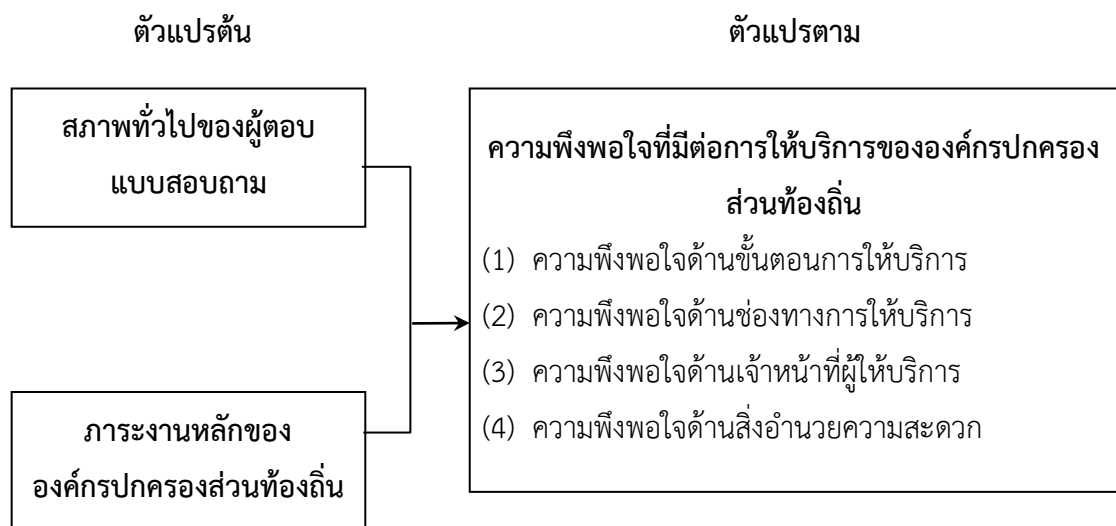 ตัวแปรต้น
ตัวแปรตาม
สภาพทั่วไปของผู้ตอบ
แบบสอบถาม
ภาระงานหลักของ
องค์กรปกครองส่วนท้องถิ่น
ความพึงพอใจที่มีต่อการให้บริการขององค์กรปกครอง
ส่วนท้องถิ่น
(1) ความพึงพอใจด้านขั้นตอนการให้บริการ
(2) ความพึงพอใจด้านช่องทางการให้บริการ
(3) ความพึงพอใจด้านเจ้าหน้าที่ผู้ให้บริการ
(4) ความพึงพอใจด้านสิ่งอำนวยความสะดวก